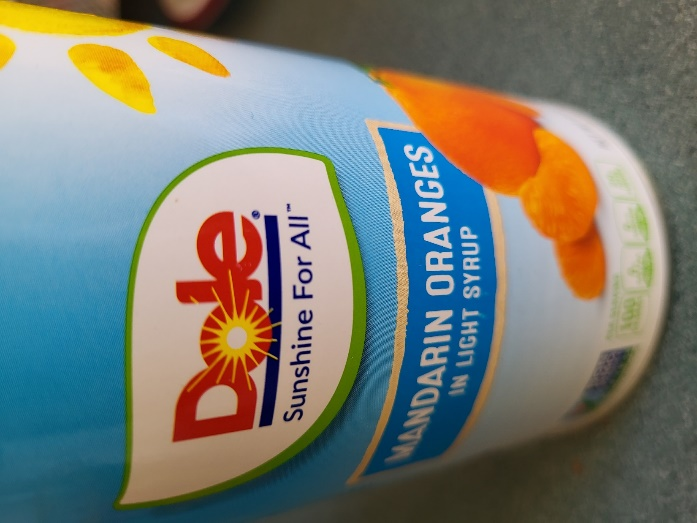 Dole®
Sunshine For All™
MANDARIN ORANGES
IN LIGHT SYRUP